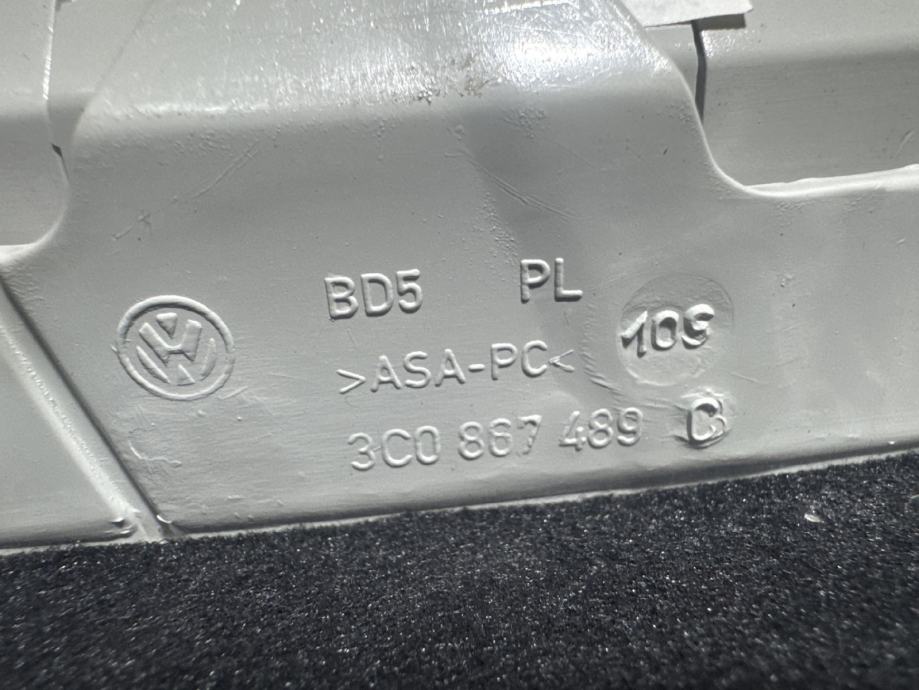 BD5 PL
109
>ASA-PC<
3C0 867 489 C